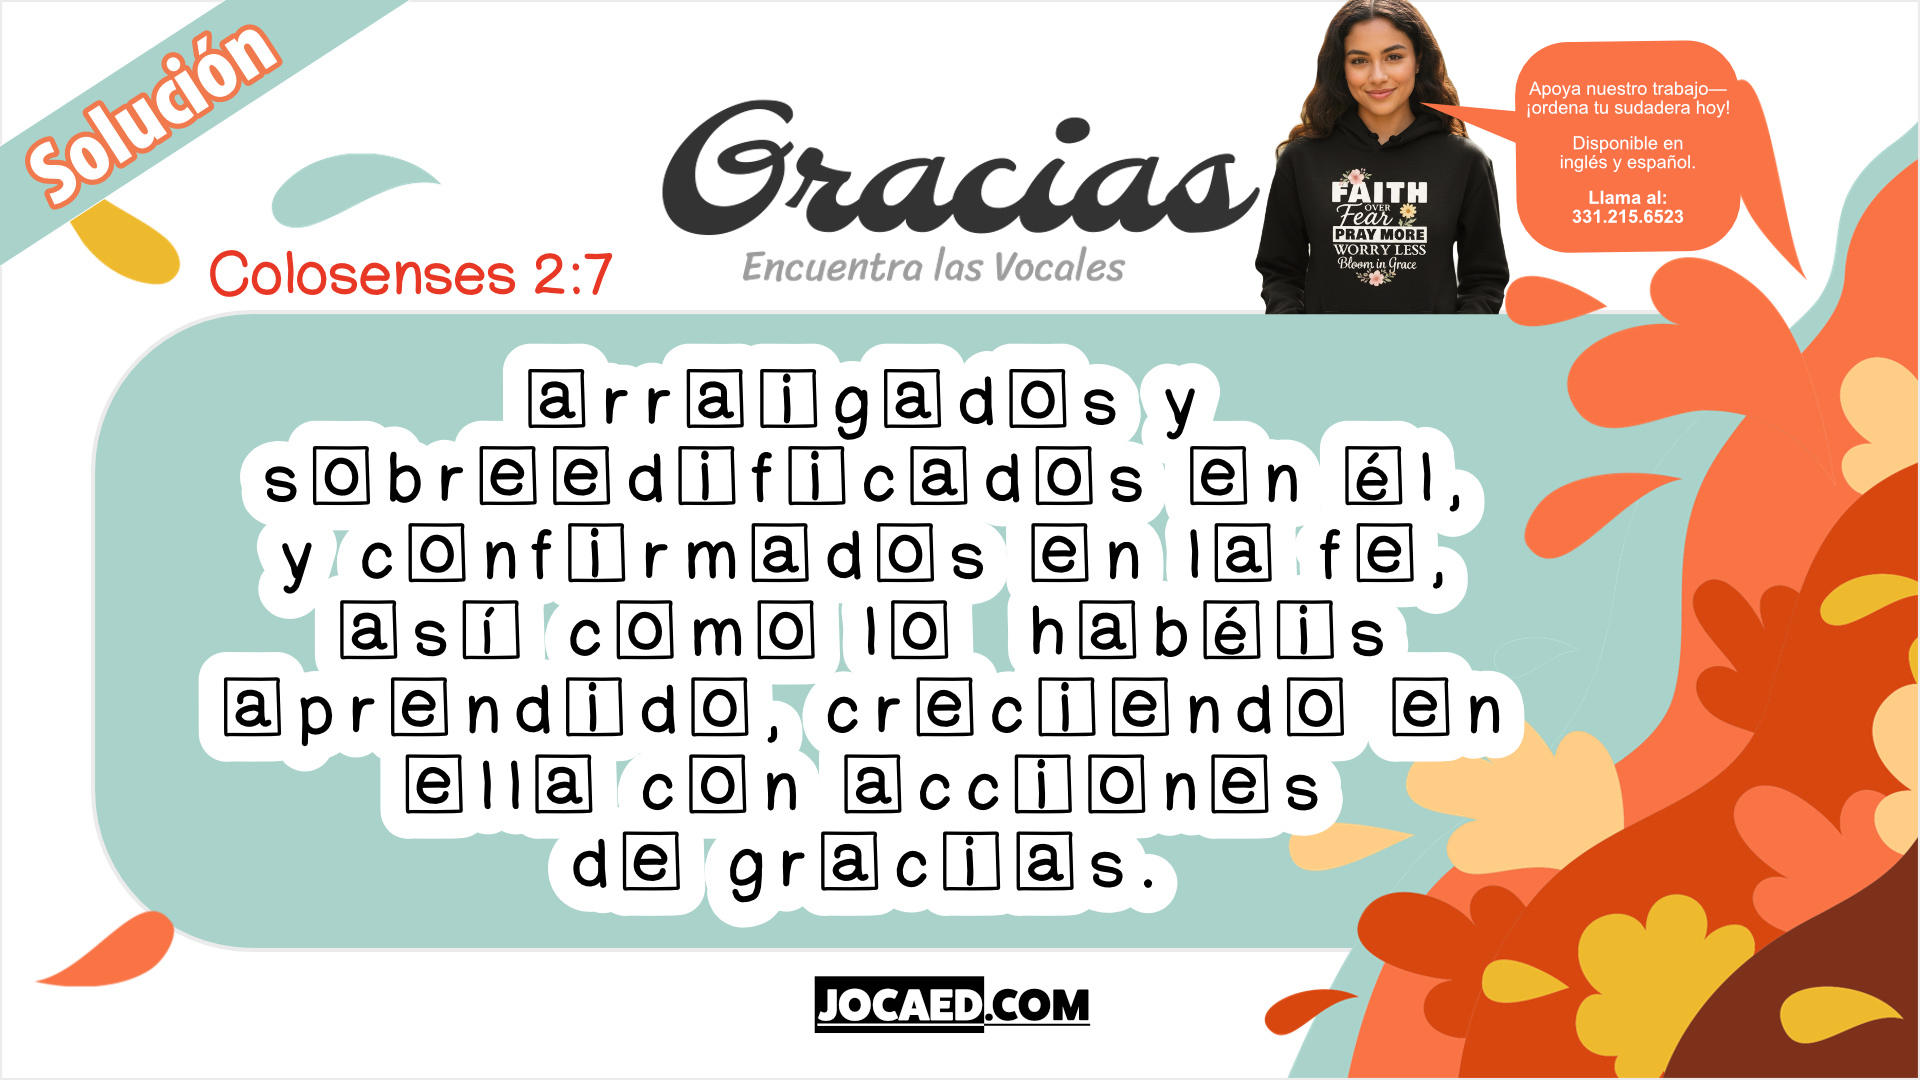 Solución
Gracias
Encuentra las Vocales
Colosenses 2:7
Apoya nuestro trabajo—
¡ordena tu sudadera hoy!
Disponible en
inglés y español.
Llama al:
331.215.6523
FAITH
OVER
Fear
PRAY MORE
WORRY LESS
Bloom in Grace
arraigados y
sobreedificados en él,
y confirmados en la fe,
así como lo habéis
aprendido, creciendo en
ella con acciones
de gracias.
JOCAED.COM